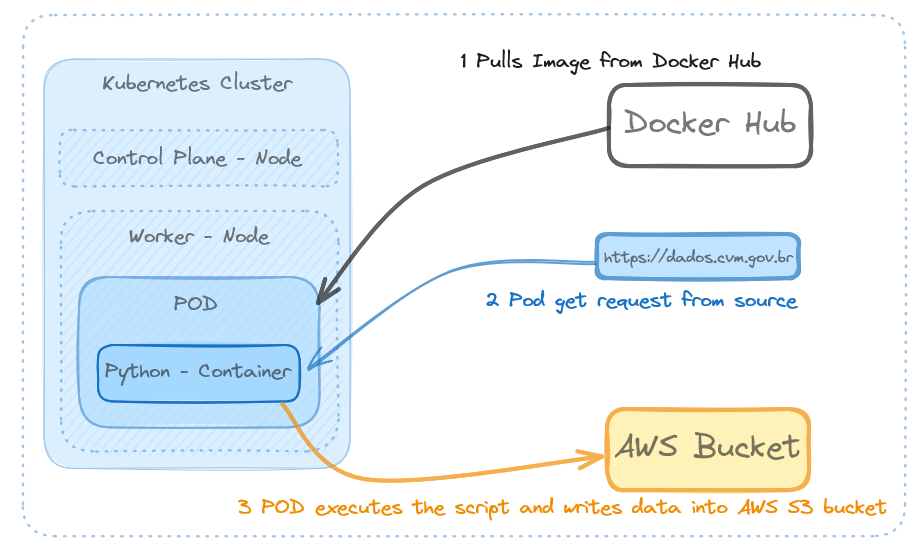 1 Pulls Image from Docker Hub
Kubernetes Cluster
Docker Hub
Control Plane - Node
Worker - Node
https://dados.cvm.gov.br
2 Pod get request from source
POD
Python - Container
AWS Bucket
3 POD executes the script and writes data into AWS S3 bucket